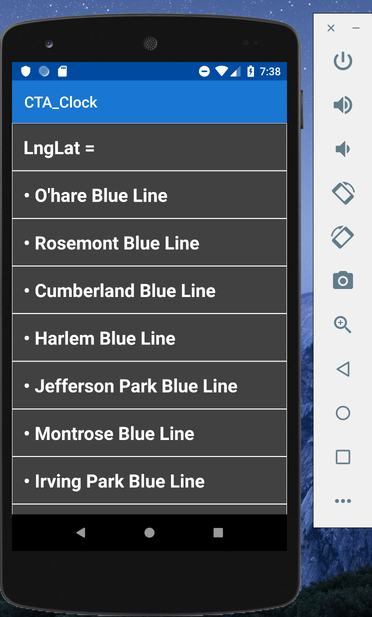 7:38
CTA_Clock
LngLat =
• O'hare Blue Line
• Rosemont Blue Line
• Cumberland Blue Line
• Harlem Blue Line
• Jefferson Park Blue Line
• Montrose Blue Line
• Irving Park Blue Line